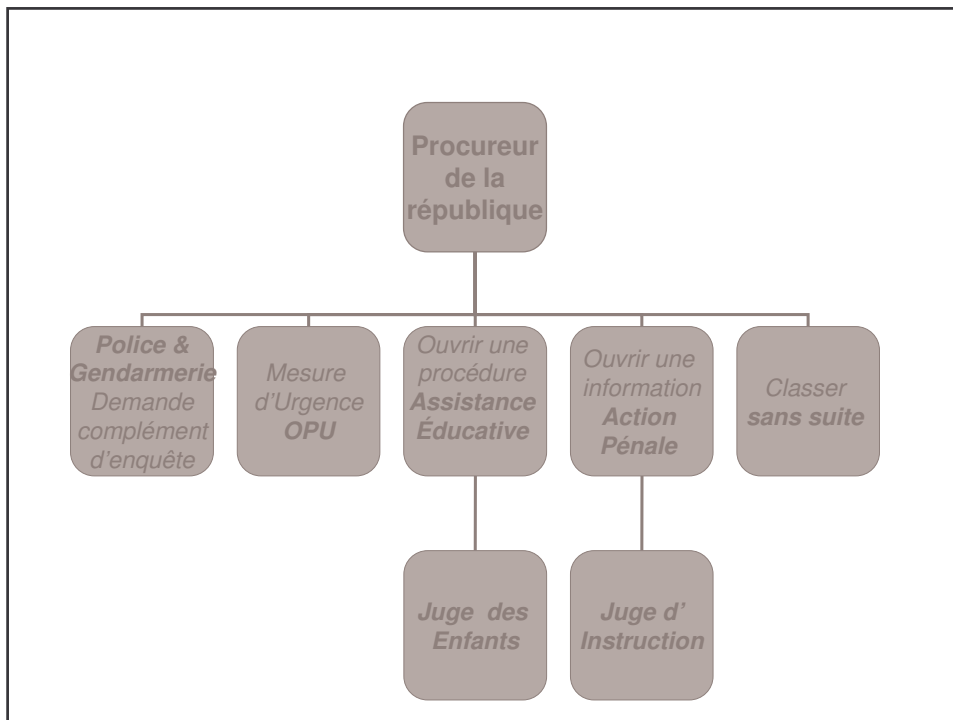 Procureur
de la
république
Police &
Gendarmerie
Demande
complément
d'enquête
Mesure
d'Urgence
OPU
Ouvrir une
procédure
Assistance
Éducative
Ouvrir une
information
Action
Pénale
Classer
sans suite
Juge des
Enfants
Juge d'
Instruction